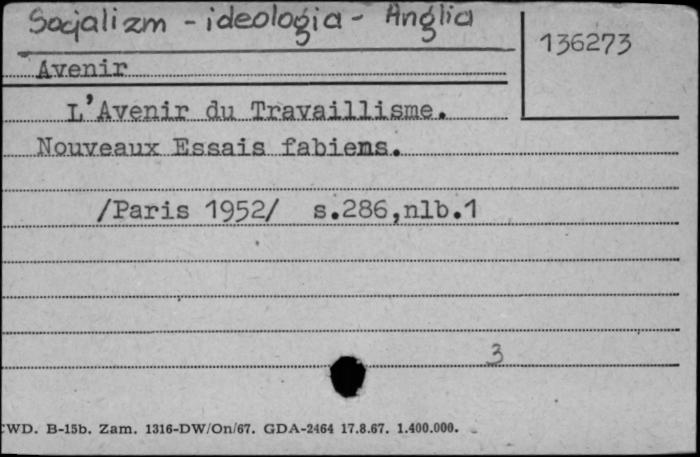 Socjalizm - ideologia - Anglia
136273
Avenir
L'Avenir du Travaillisme.
Nouveaux Essais fabiens.
/Paris 1952/ s.286,nlb.1
3
CWD. B-15b. Zam. 1316-DW/On/67. GDA-2464 17.8.67. 1.400.000.